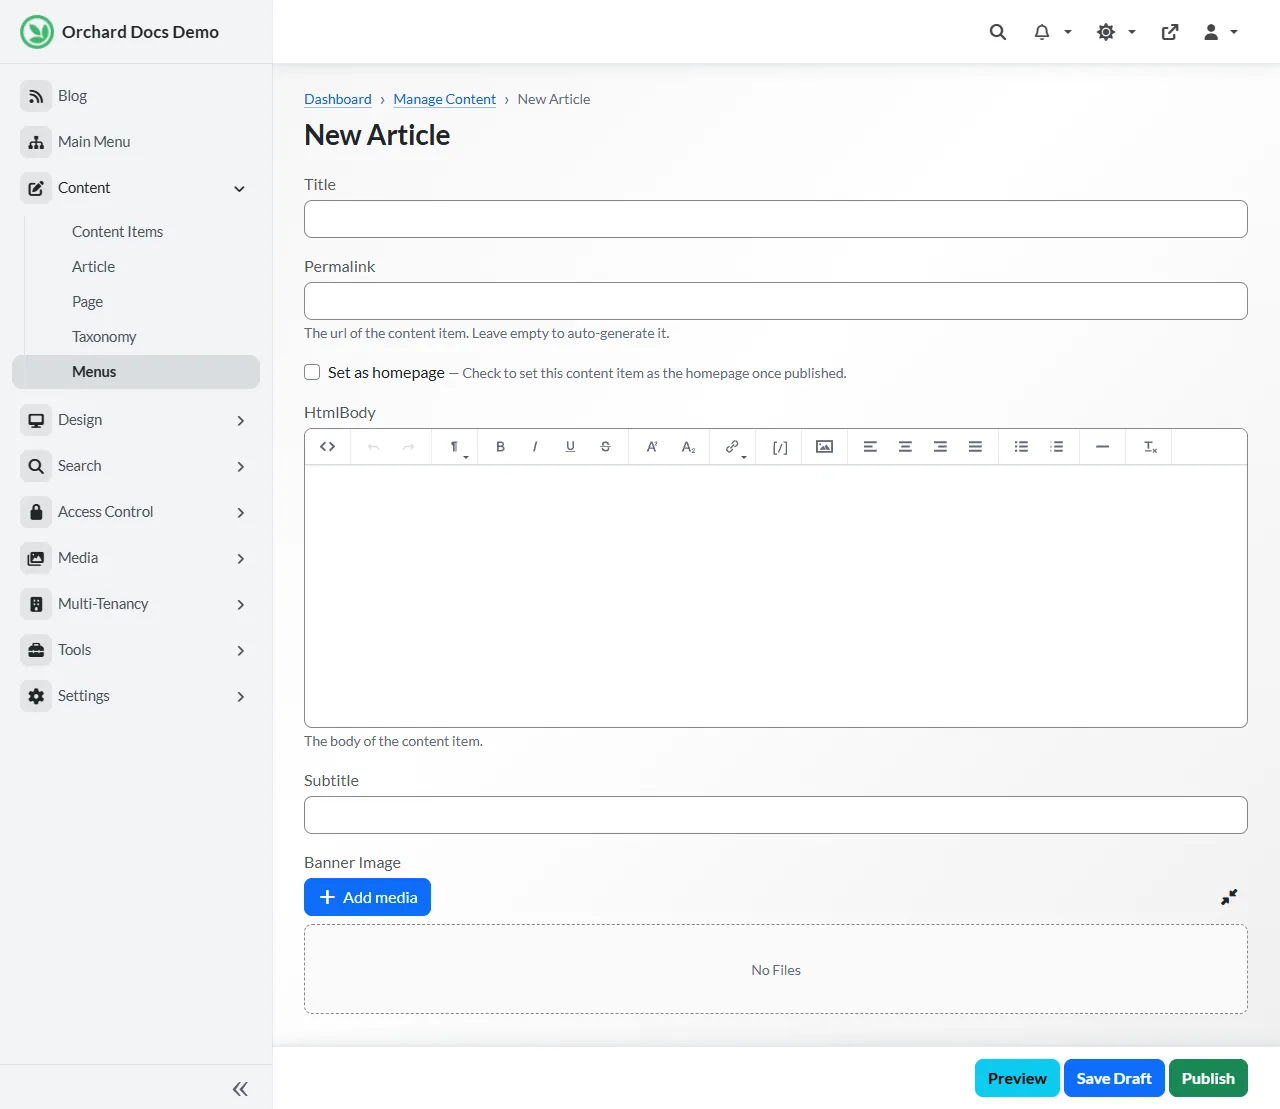 Orchard Docs Demo
Blog
Main Menu
Content
Content Items
Article
Page
Taxonomy
Menus
Design
Search
Access Control
Media
Multi-Tenancy
Tools
Settings
Dashboard › Manage Content › New Article
New Article
Title
Permalink
The url of the content item. Leave empty to auto-generate it.
Set as homepage — Check to set this content item as the homepage once published.
HtmlBody
The body of the content item.
Subtitle
Banner Image
Add media
No Files
Preview Save Draft Publish